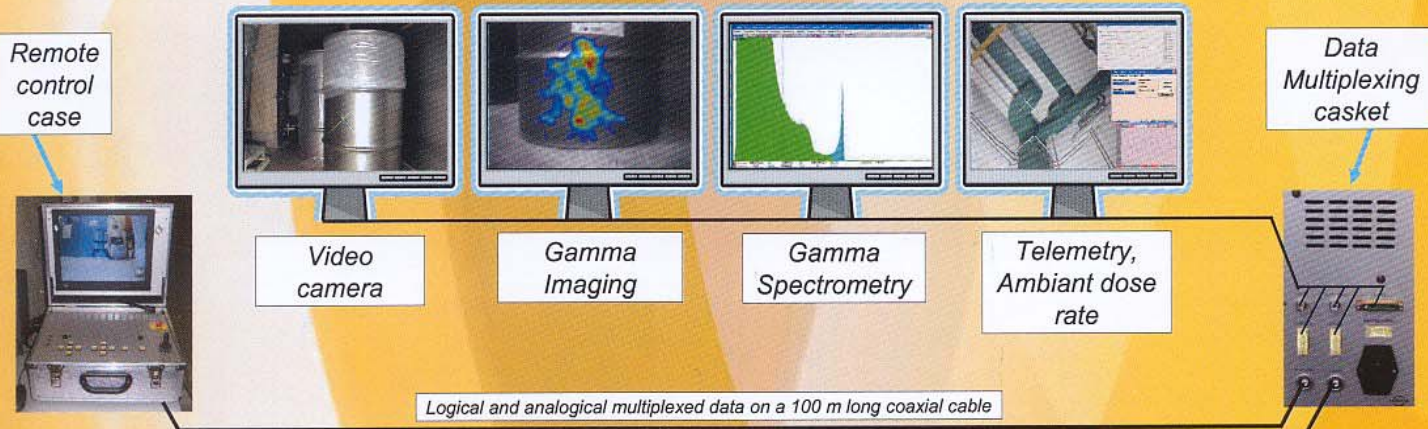 Remote
control
case
Data
Multiplexing
casket
Video
camera
Gamma
Imaging
Gamma
Spectrometry
Telemetry,
Ambiant dose
rate
Logical and analogical multiplexed data on a 100 m long coaxial cable